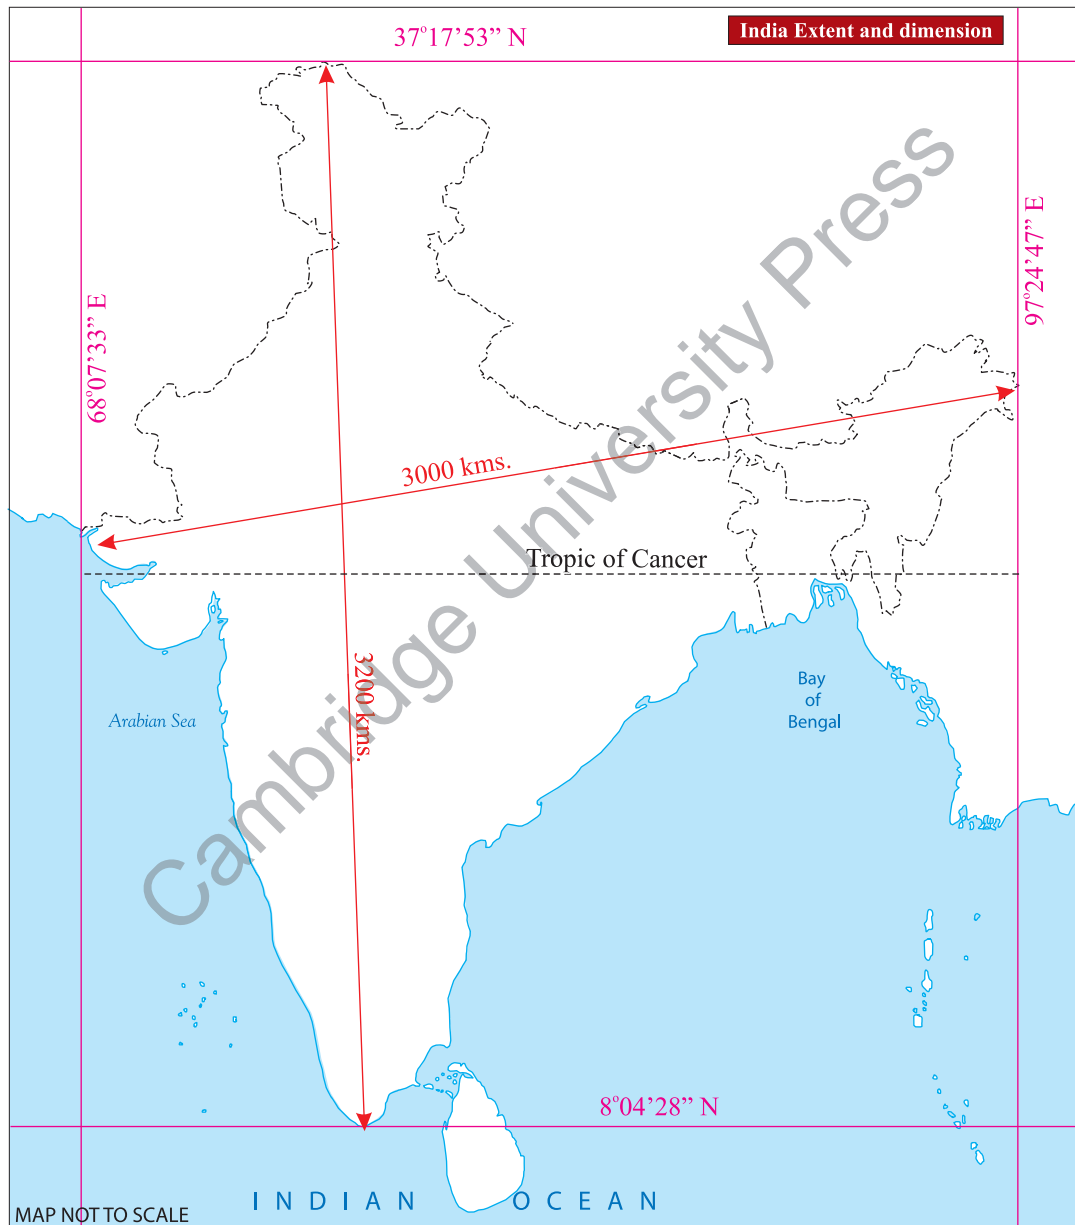 India Extent and dimension
37°17'53” N
68°07'33” E
97°24'47” E
3000 kms.
Tropic of Cancer
3200 kms.
Arabian Sea
Bay
of
Bengal
8°04'28” N
INDIAN OCEAN
MAP NOT TO SCALE
Cambridge University Press